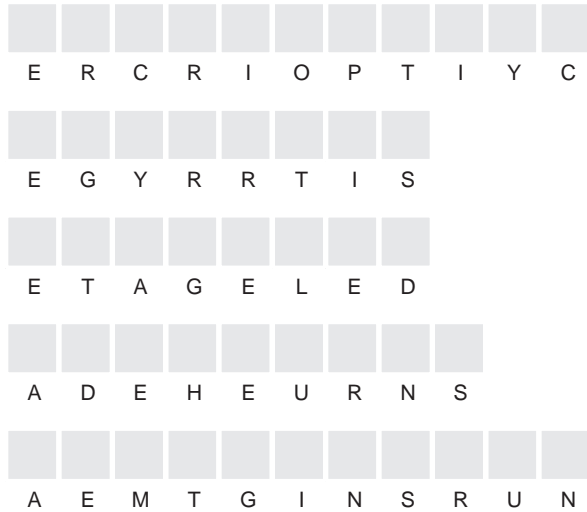 E R C R I O P T I Y C
E G Y R R T I S
E T A G E L E D
A D E H E U R N S
A E M T G I N S R U N